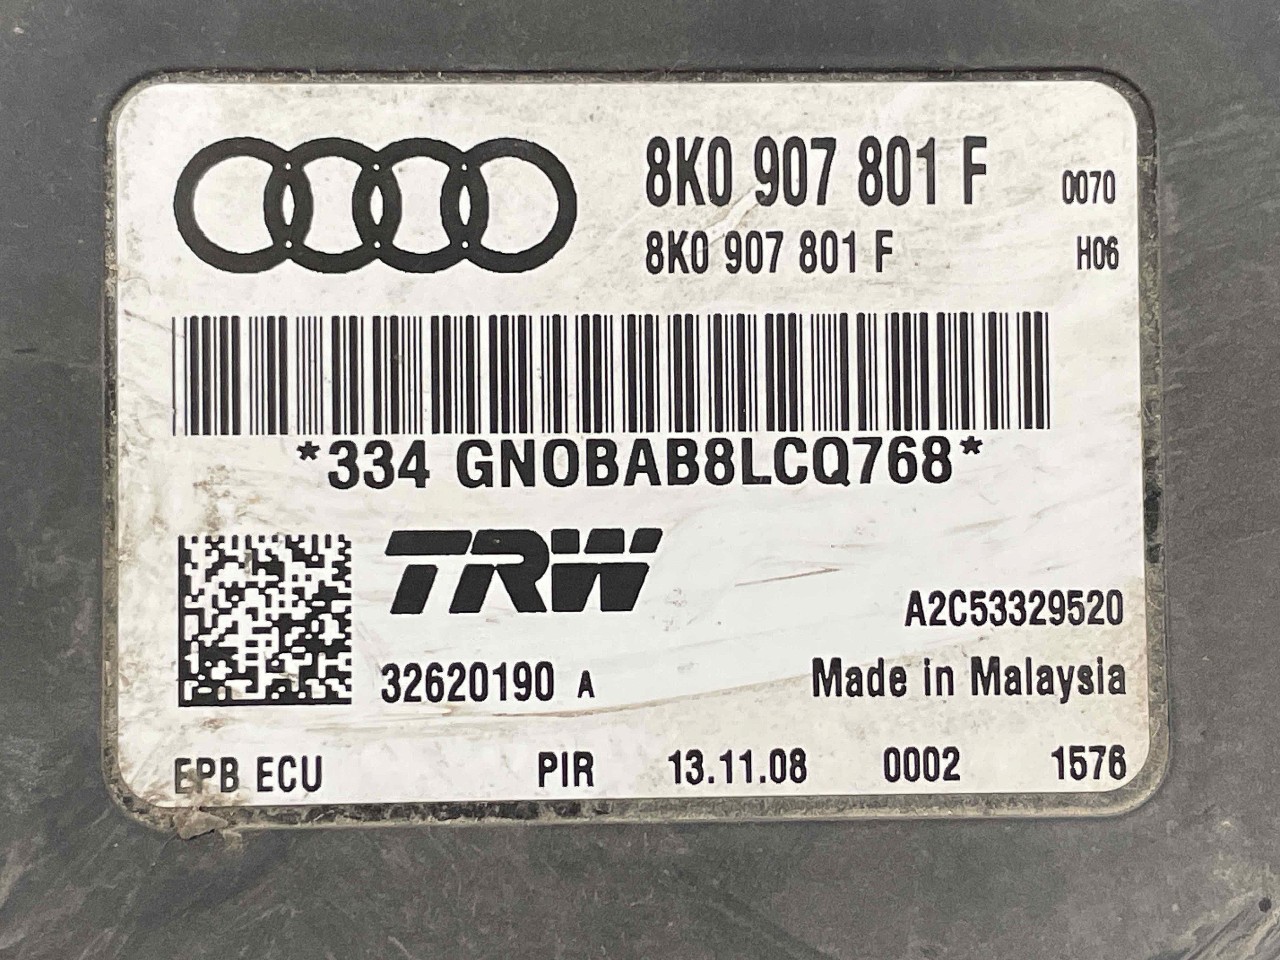 8K0 907 801 F 0070
8K0 907 801 F H06
*334 GN0BAB8LCQ768*
TRW
A2C53329520
32620190 A Made in Malaysia
EPB ECU PIR 13.11.08 0002 1576